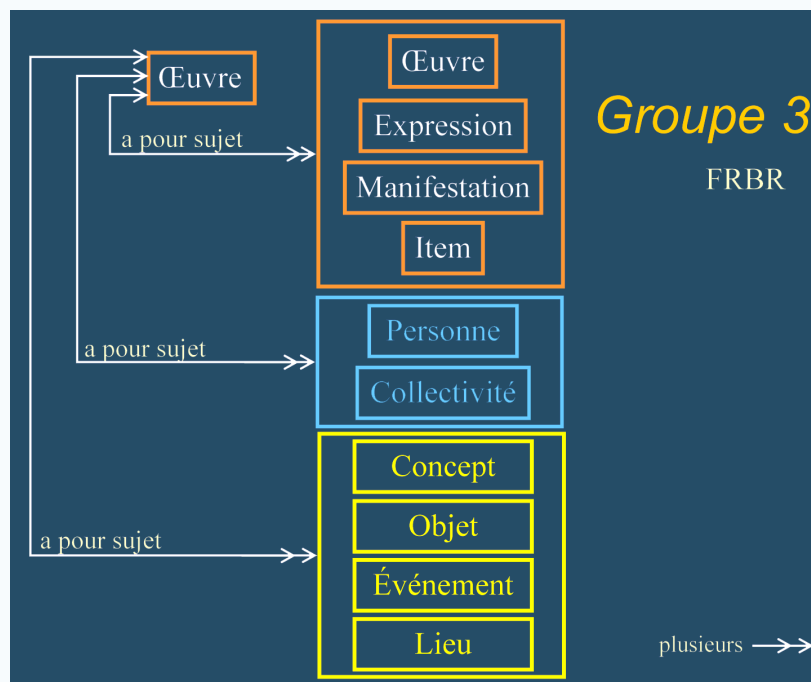 Œuvre
a pour sujet
a pour sujet
a pour sujet
Œuvre
Expression
Manifestation
Item
Personne
Collectivité
Concept
Objet
Événement
Lieu
Groupe 3
FRBR
plusieurs